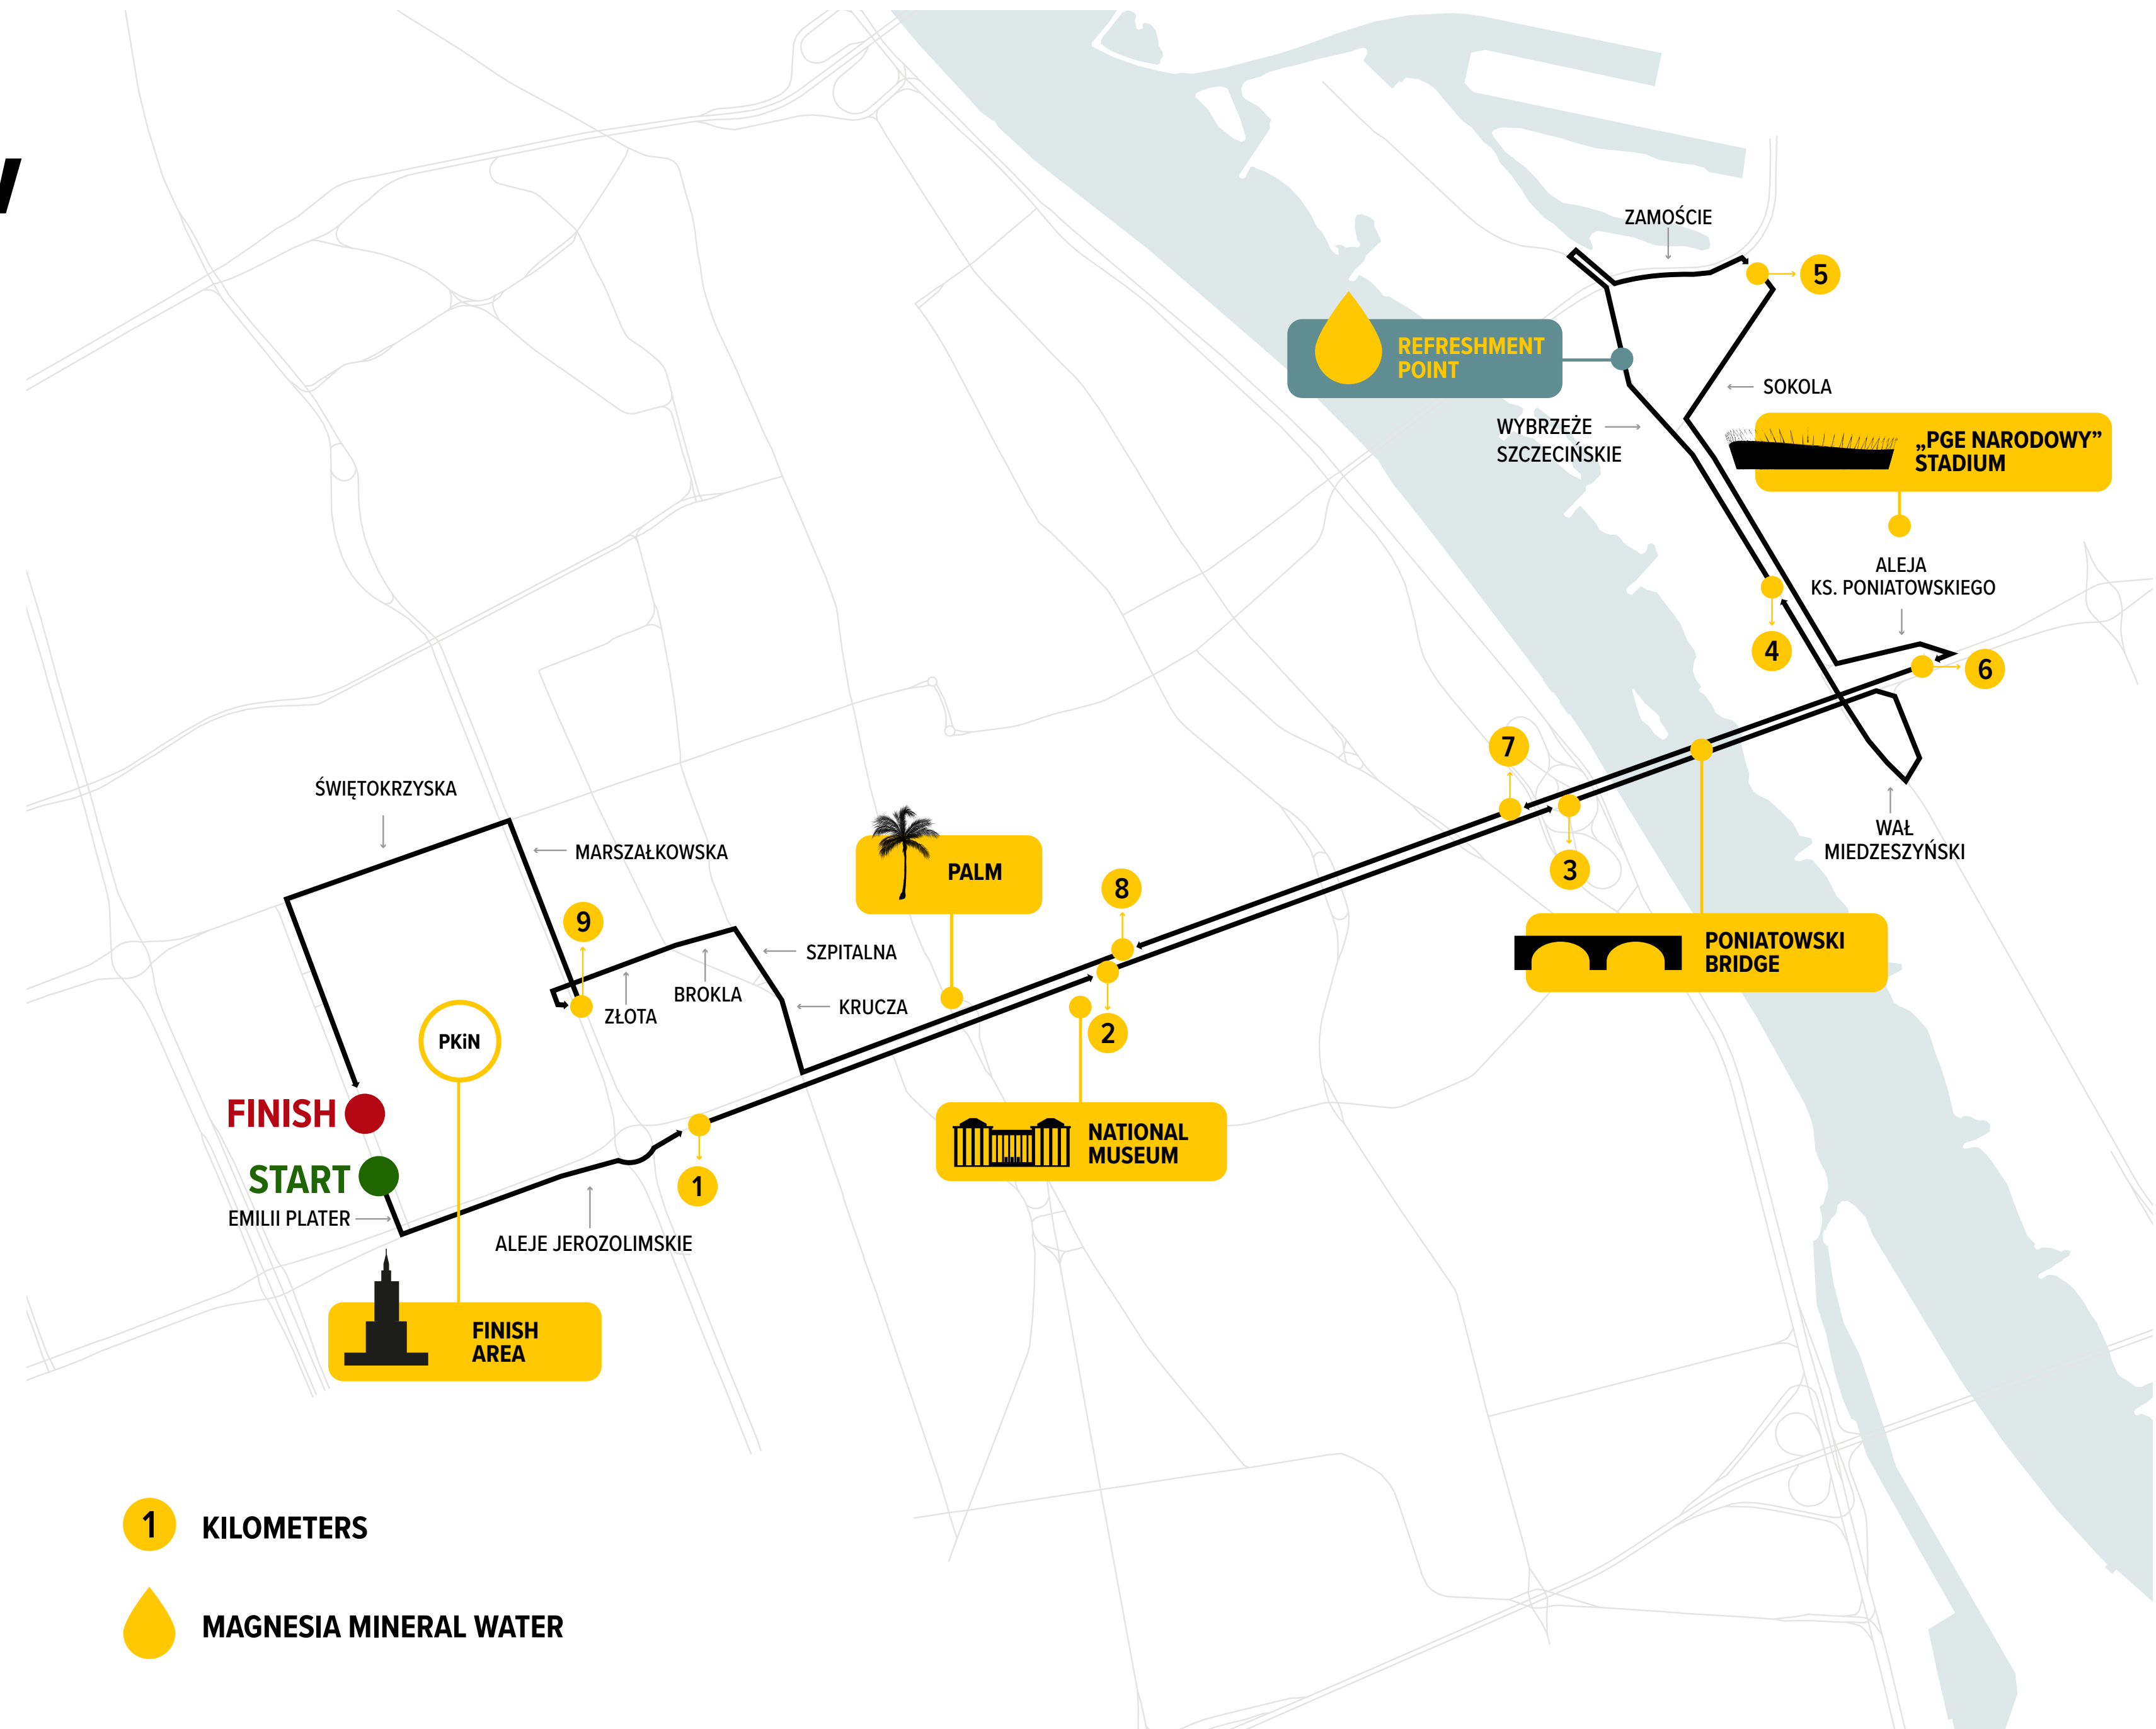 ZAMOŚCIE
5
REFRESHMENT
POINT
SOKOLA
WYBRZEŻE
SZCZECIŃSKIE
„PGE NARODOWY”
STADIUM
ALEJA
KS. PONIATOWSKIEGO
4
6
7
3
WAŁ
MIEDZESZYŃSKI
ŚWIĘTOKRZYSKA
MARSZAŁKOWSKA
PALM
8
9
SZPITALNA
PONIATOWSKI
BRIDGE
BROKLA
KRUCZA
ZŁOTA
2
PKiN
FINISH
NATIONAL
MUSEUM
START
1
EMILII PLATER
ALEJE JEROZOLIMSKIE
FINISH
AREA
1 KILOMETERS
MAGNESIA MINERAL WATER